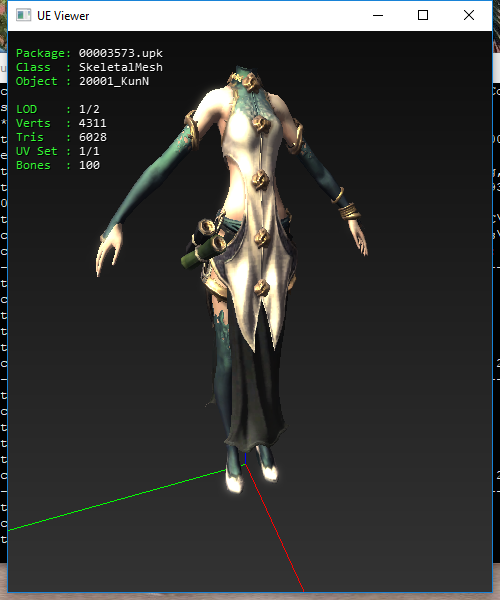 UE Viewer
Package: 00003573.upk
Class : SkeletalMesh
Object : 20001_KunN
LOD : 1/2
Verts : 4311
Tris : 6028
UV Set : 1/1
Bones : 100